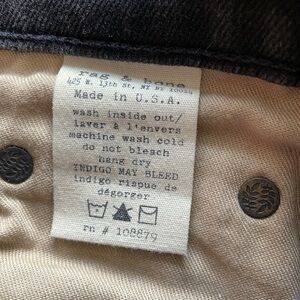 rag & bone
425 W. 13th St, NY NY 10014
Made in U.S.A.
wash inside out/
laver à l'envers
machine wash cold
do not bleach
hang dry
INDIGO MAY BLEED
indigo risque de
dégorger
rn # 108879